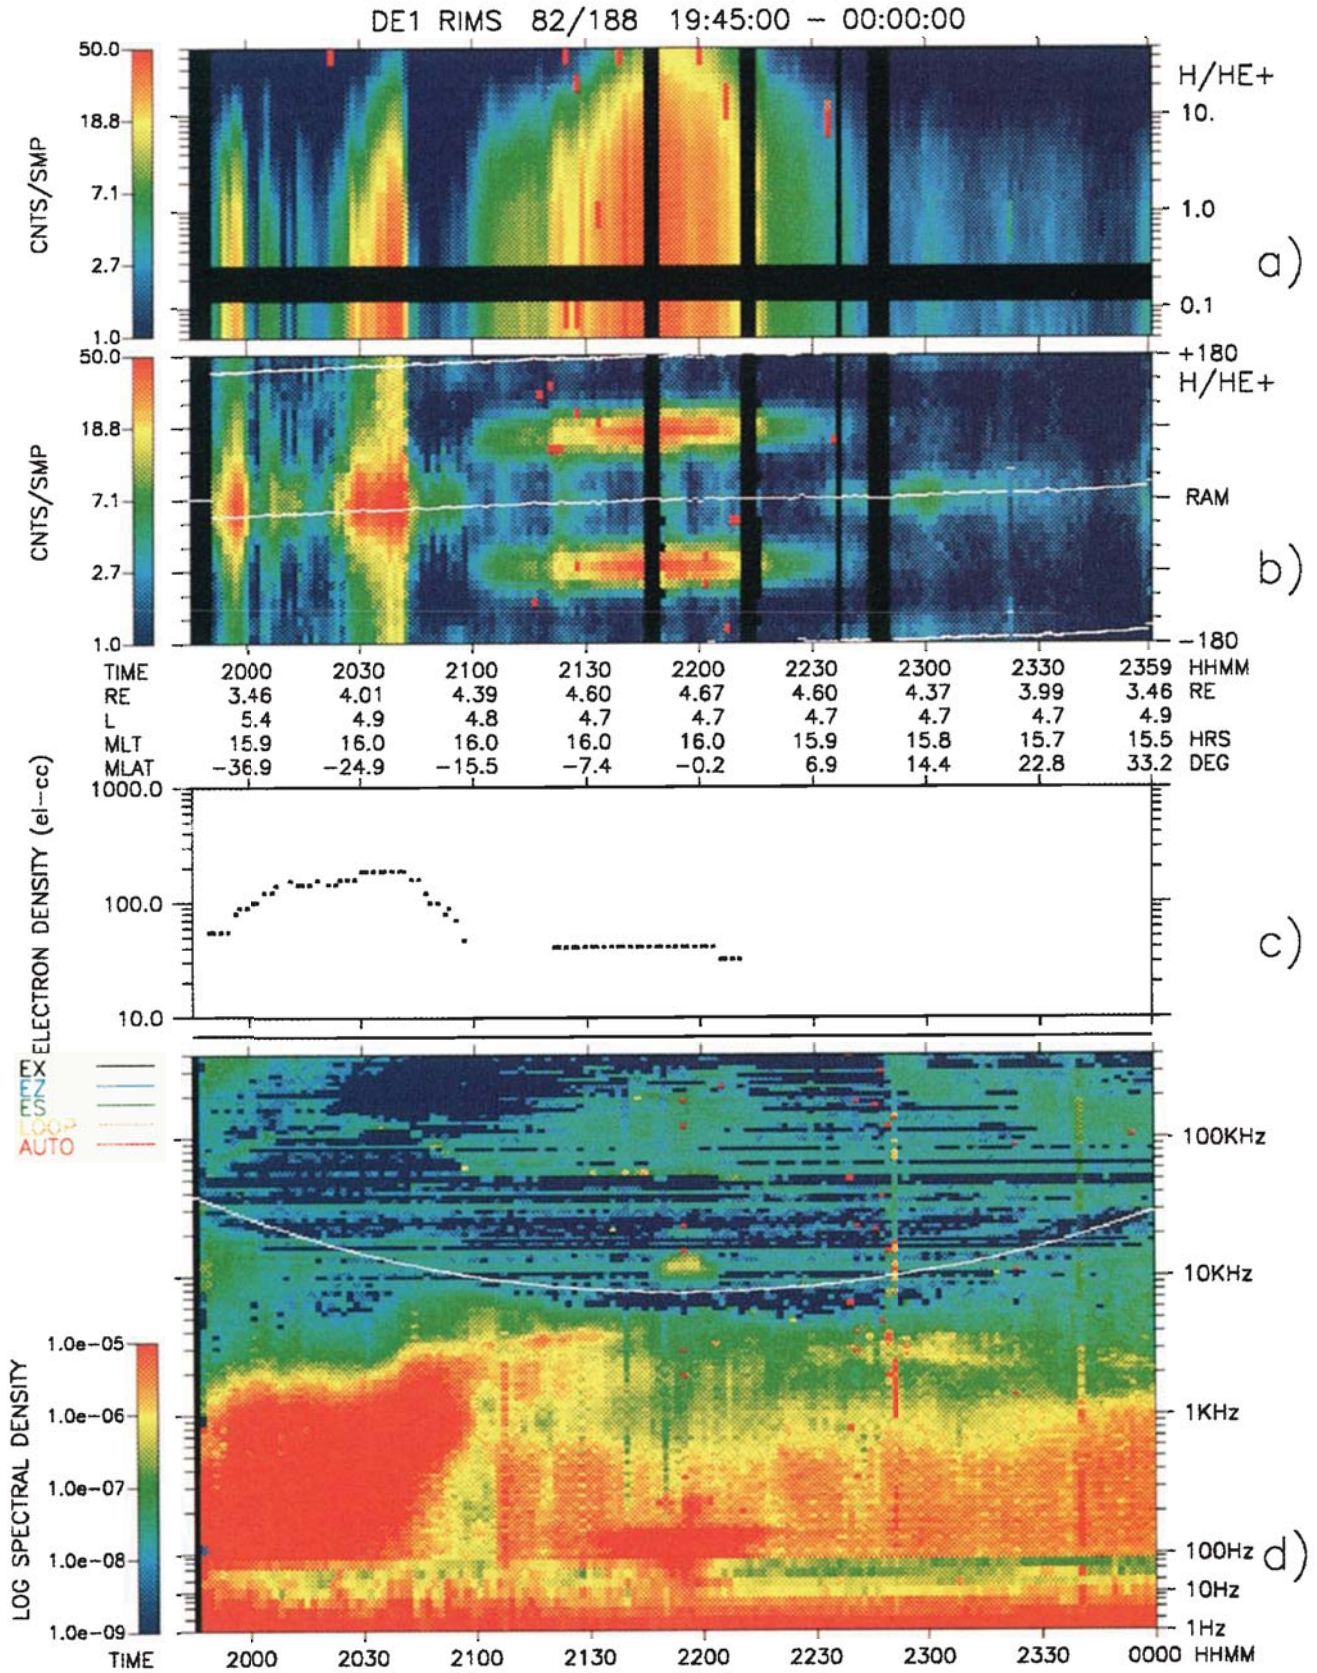 DE1 RIMS 82/188 19:45:00 – 00:00:00
50.0
18.8
7.1
2.7
1.0
CNTS/SMP
H/HE+
10.
1.0
0.1
a)
50.0
18.8
7.1
2.7
1.0
CNTS/SMP
+180
H/HE+
RAM
-180
b)
TIME 2000 2030 2100 2130 2200 2230 2300 2330 2359 HHMM
RE 3.46 4.01 4.39 4.60 4.67 4.60 4.37 3.99 3.46 RE
L 5.4 4.9 4.8 4.7 4.7 4.7 4.7 4.7 4.9
MLT 15.9 16.0 16.0 16.0 16.0 15.9 15.8 15.7 15.5 HRS
MLAT -36.9 -24.9 -15.5 -7.4 -0.2 6.9 14.4 22.8 33.2 DEG
1000.0
100.0
10.0
ELECTRON DENSITY (el-cc)
c)
EX
EZ
ES
LOOP
AUTO
1.0e-05
1.0e-06
1.0e-07
1.0e-08
1.0e-09
LOG SPECTRAL DENSITY
100KHz
10KHz
1KHz
100Hz
10Hz
1Hz
d)
TIME 2000 2030 2100 2130 2200 2230 2300 2330 0000 HHMM